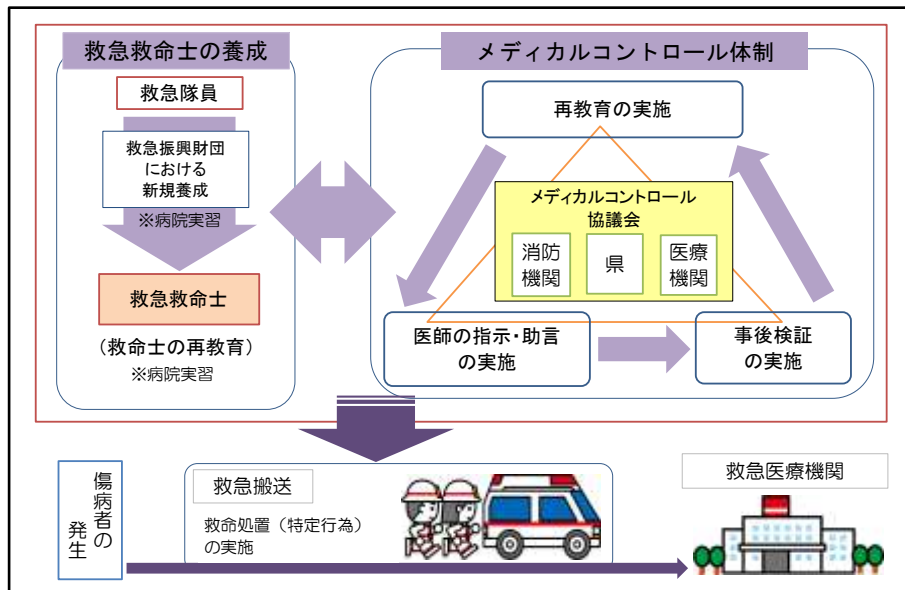 救急救命士の養成
救急隊員
救急振興財団
における
新規養成
※病院実習
救急救命士
(救命士の再教育)
※病院実習
メディカルコントロール体制
再教育の実施
メディカルコントロール
協議会
消防
機関
県
医療
機関
医師の指示・助言
の実施
事後検証
の実施
傷病者の
発生
救急搬送
救命処置（特定行為）
の実施
救急医療機関